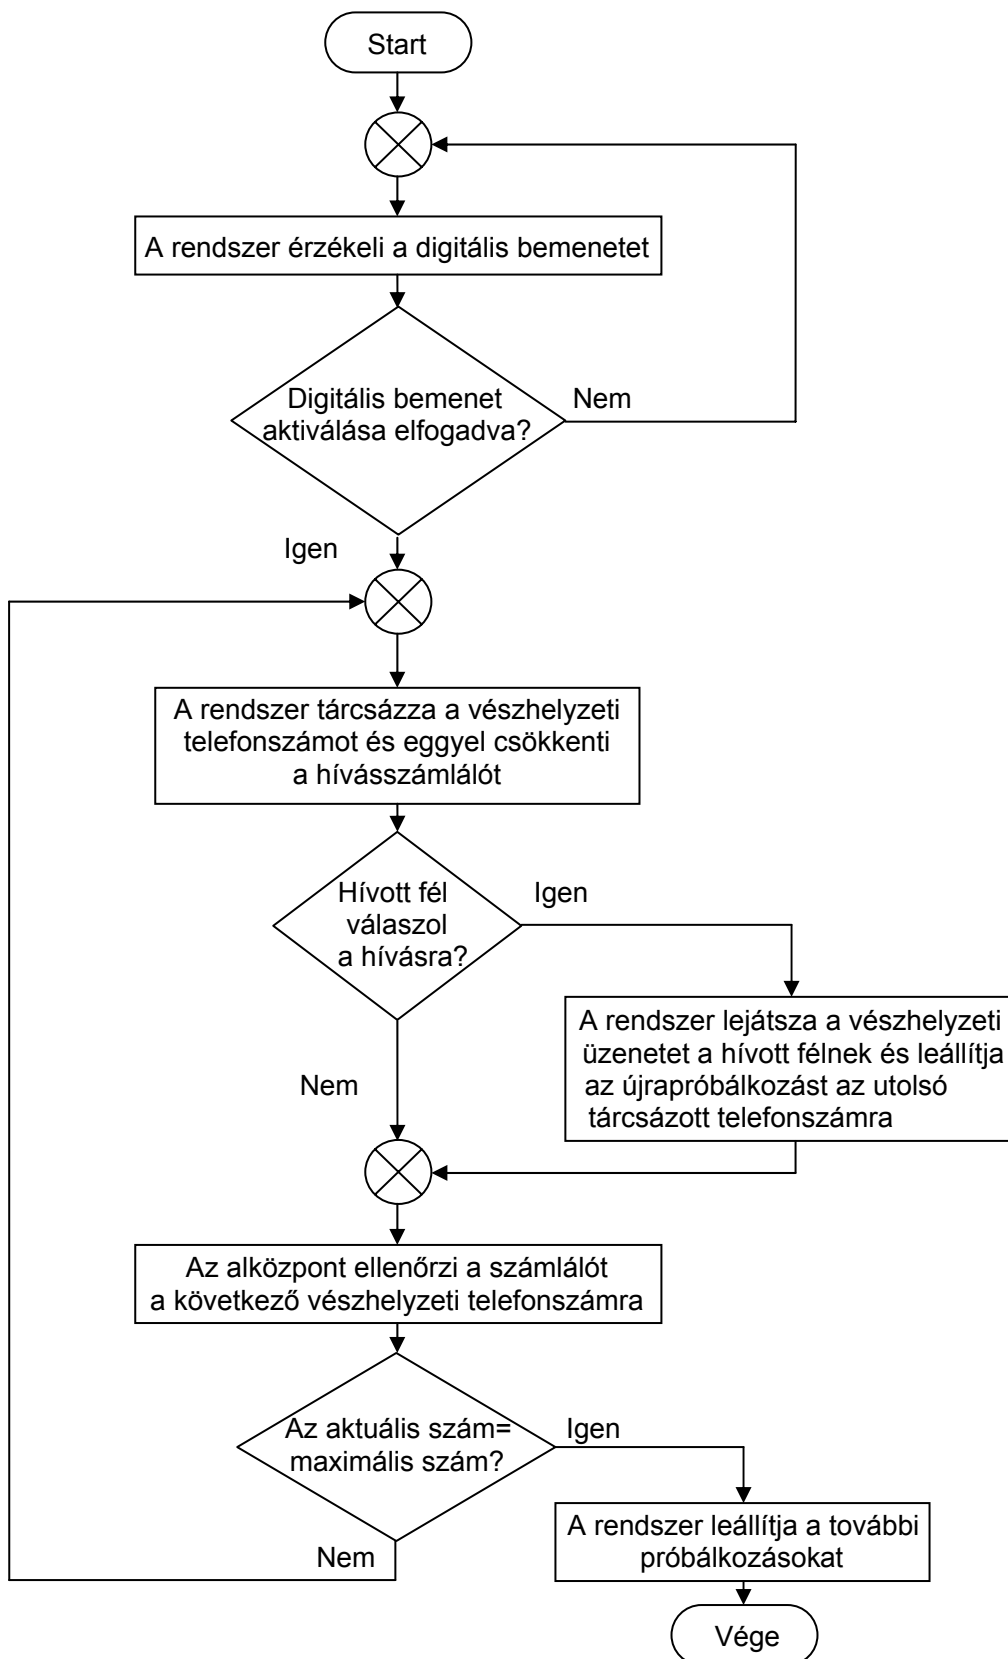 Start
A rendszer érzékeli a digitális bemenetet
Digitális bemenet
aktiválása elfogadva?
Nem
Igen
A rendszer tárcsázza a vészhelyzeti
telefonszámot és eggyel csökkenti
a hívásszámlálót
Hívott fél
válaszol
a hívásra?
Igen
A rendszer lejátsza a vészhelyzeti
üzenetet a hívott félnek és leállítja
az újrapróbálkozást az utolsó
tárcsázott telefonszámra
Nem
Az alközpont ellenőrzi a számlálót
a következő vészhelyzeti telefonszámra
Az aktuális szám=
maximális szám?
Igen
Nem
A rendszer leállítja a további
próbálkozásokat
Vége